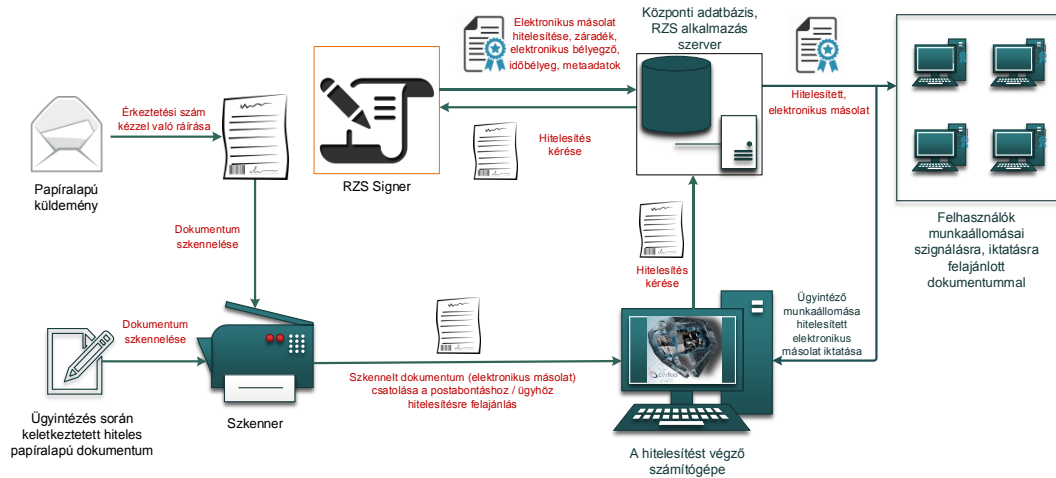 Elektronikus másolat
hitelesítése, záradék,
elektronikus bélyegző,
időbélyeg, metaadatok
Központi adatbázis,
RZS alkalmazás
szerver
Érkeztetési szám
kézzel való ráírása
Hitelesítés
kérése
Hitelesített,
elektronikus másolat
Papíralapú
küldemény
RZS Signer
Dokumentum
szkennelése
Hitelesítés
kérése
Felhasználók
munkaállomásai
szignálásra, iktatásra
felajánlott
dokumentummal
Dokumentum
szkennelése
Szkennelt dokumentum (elektronikus másolat)
csatolása a postabontáshoz / ügyhöz
hitelesítésre felajánlás
Ügyintéző
munkaállomása
hitelesített
elektronikus
másolat iktatása
Ügyintézés során
keletkeztetett hiteles
papíralapú dokumentum
Szkenner
A hitelesítést végző
számítógépe